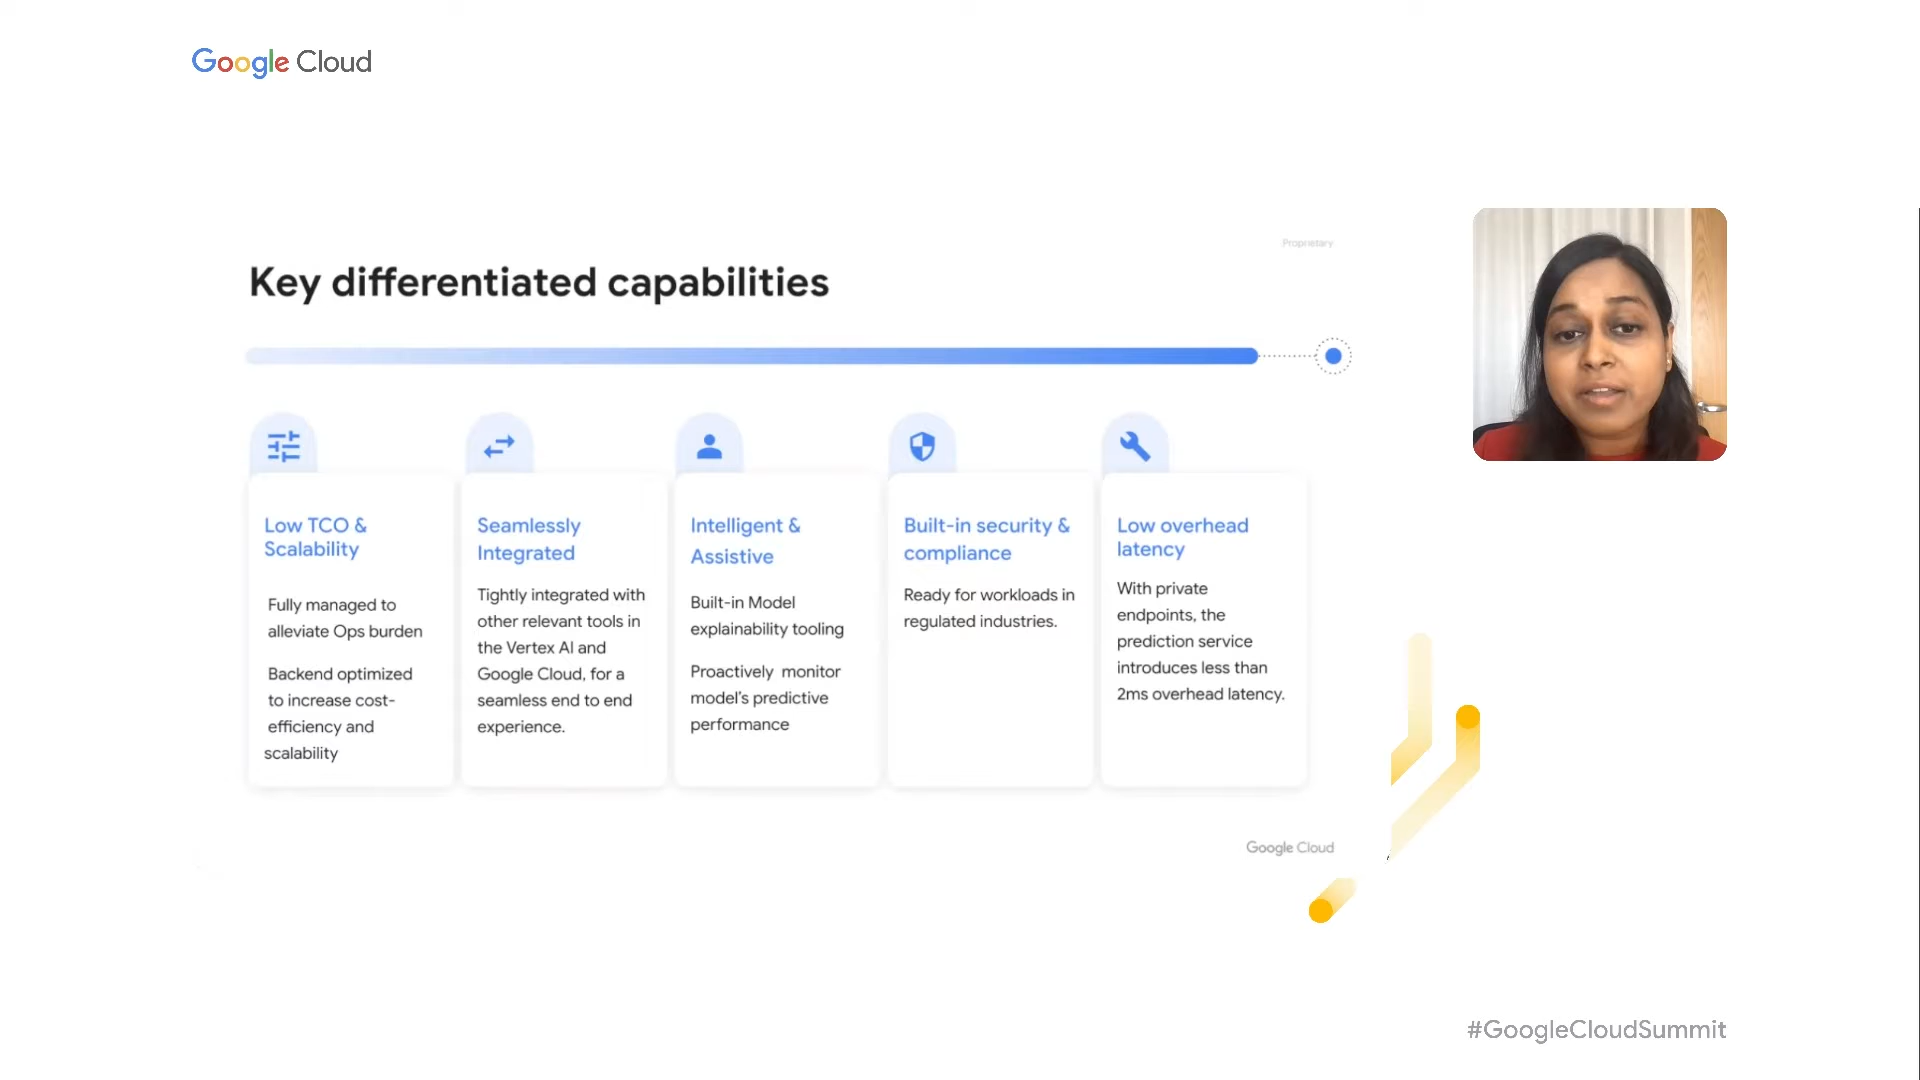 Google Cloud
Proprietary
Key differentiated capabilities
Low TCO &
Scalability
Fully managed to
alleviate Ops burden
Backend optimized
to increase cost-
efficiency and
scalability
Seamlessly
Integrated
Tightly integrated with
other relevant tools in
the Vertex AI and
Google Cloud, for a
seamless end to end
experience.
Intelligent &
Assistive
Built-in Model
explainability tooling
Proactively monitor
model's predictive
performance
Built-in security &
compliance
Ready for workloads in
regulated industries.
Low overhead
latency
With private
endpoints, the
prediction service
introduces less than
2ms overhead latency.
Google Cloud
#GoogleCloudSummit